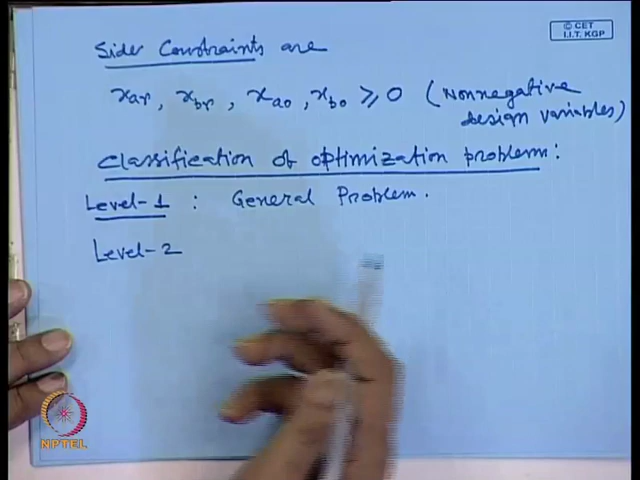 © CET
I.I.T. KGP
Side Constraints are
xar, xbr, xao, xbo ≥ 0 (Nonnegative
design variables)
Classification of optimization problem:
Level-1 : General Problem.
Level-2
NPTEL